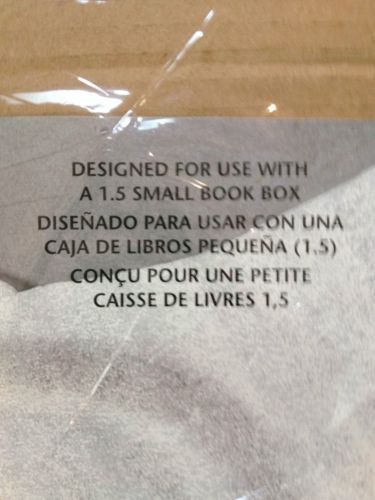 DESIGNED FOR USE WITH
A 1.5 SMALL BOOK BOX
DISEÑADO PARA USAR CON UNA
CAJA DE LIBROS PEQUEÑA (1.5)
CONÇU POUR UNE PETITE
CAISSE DE LIVRES 1,5